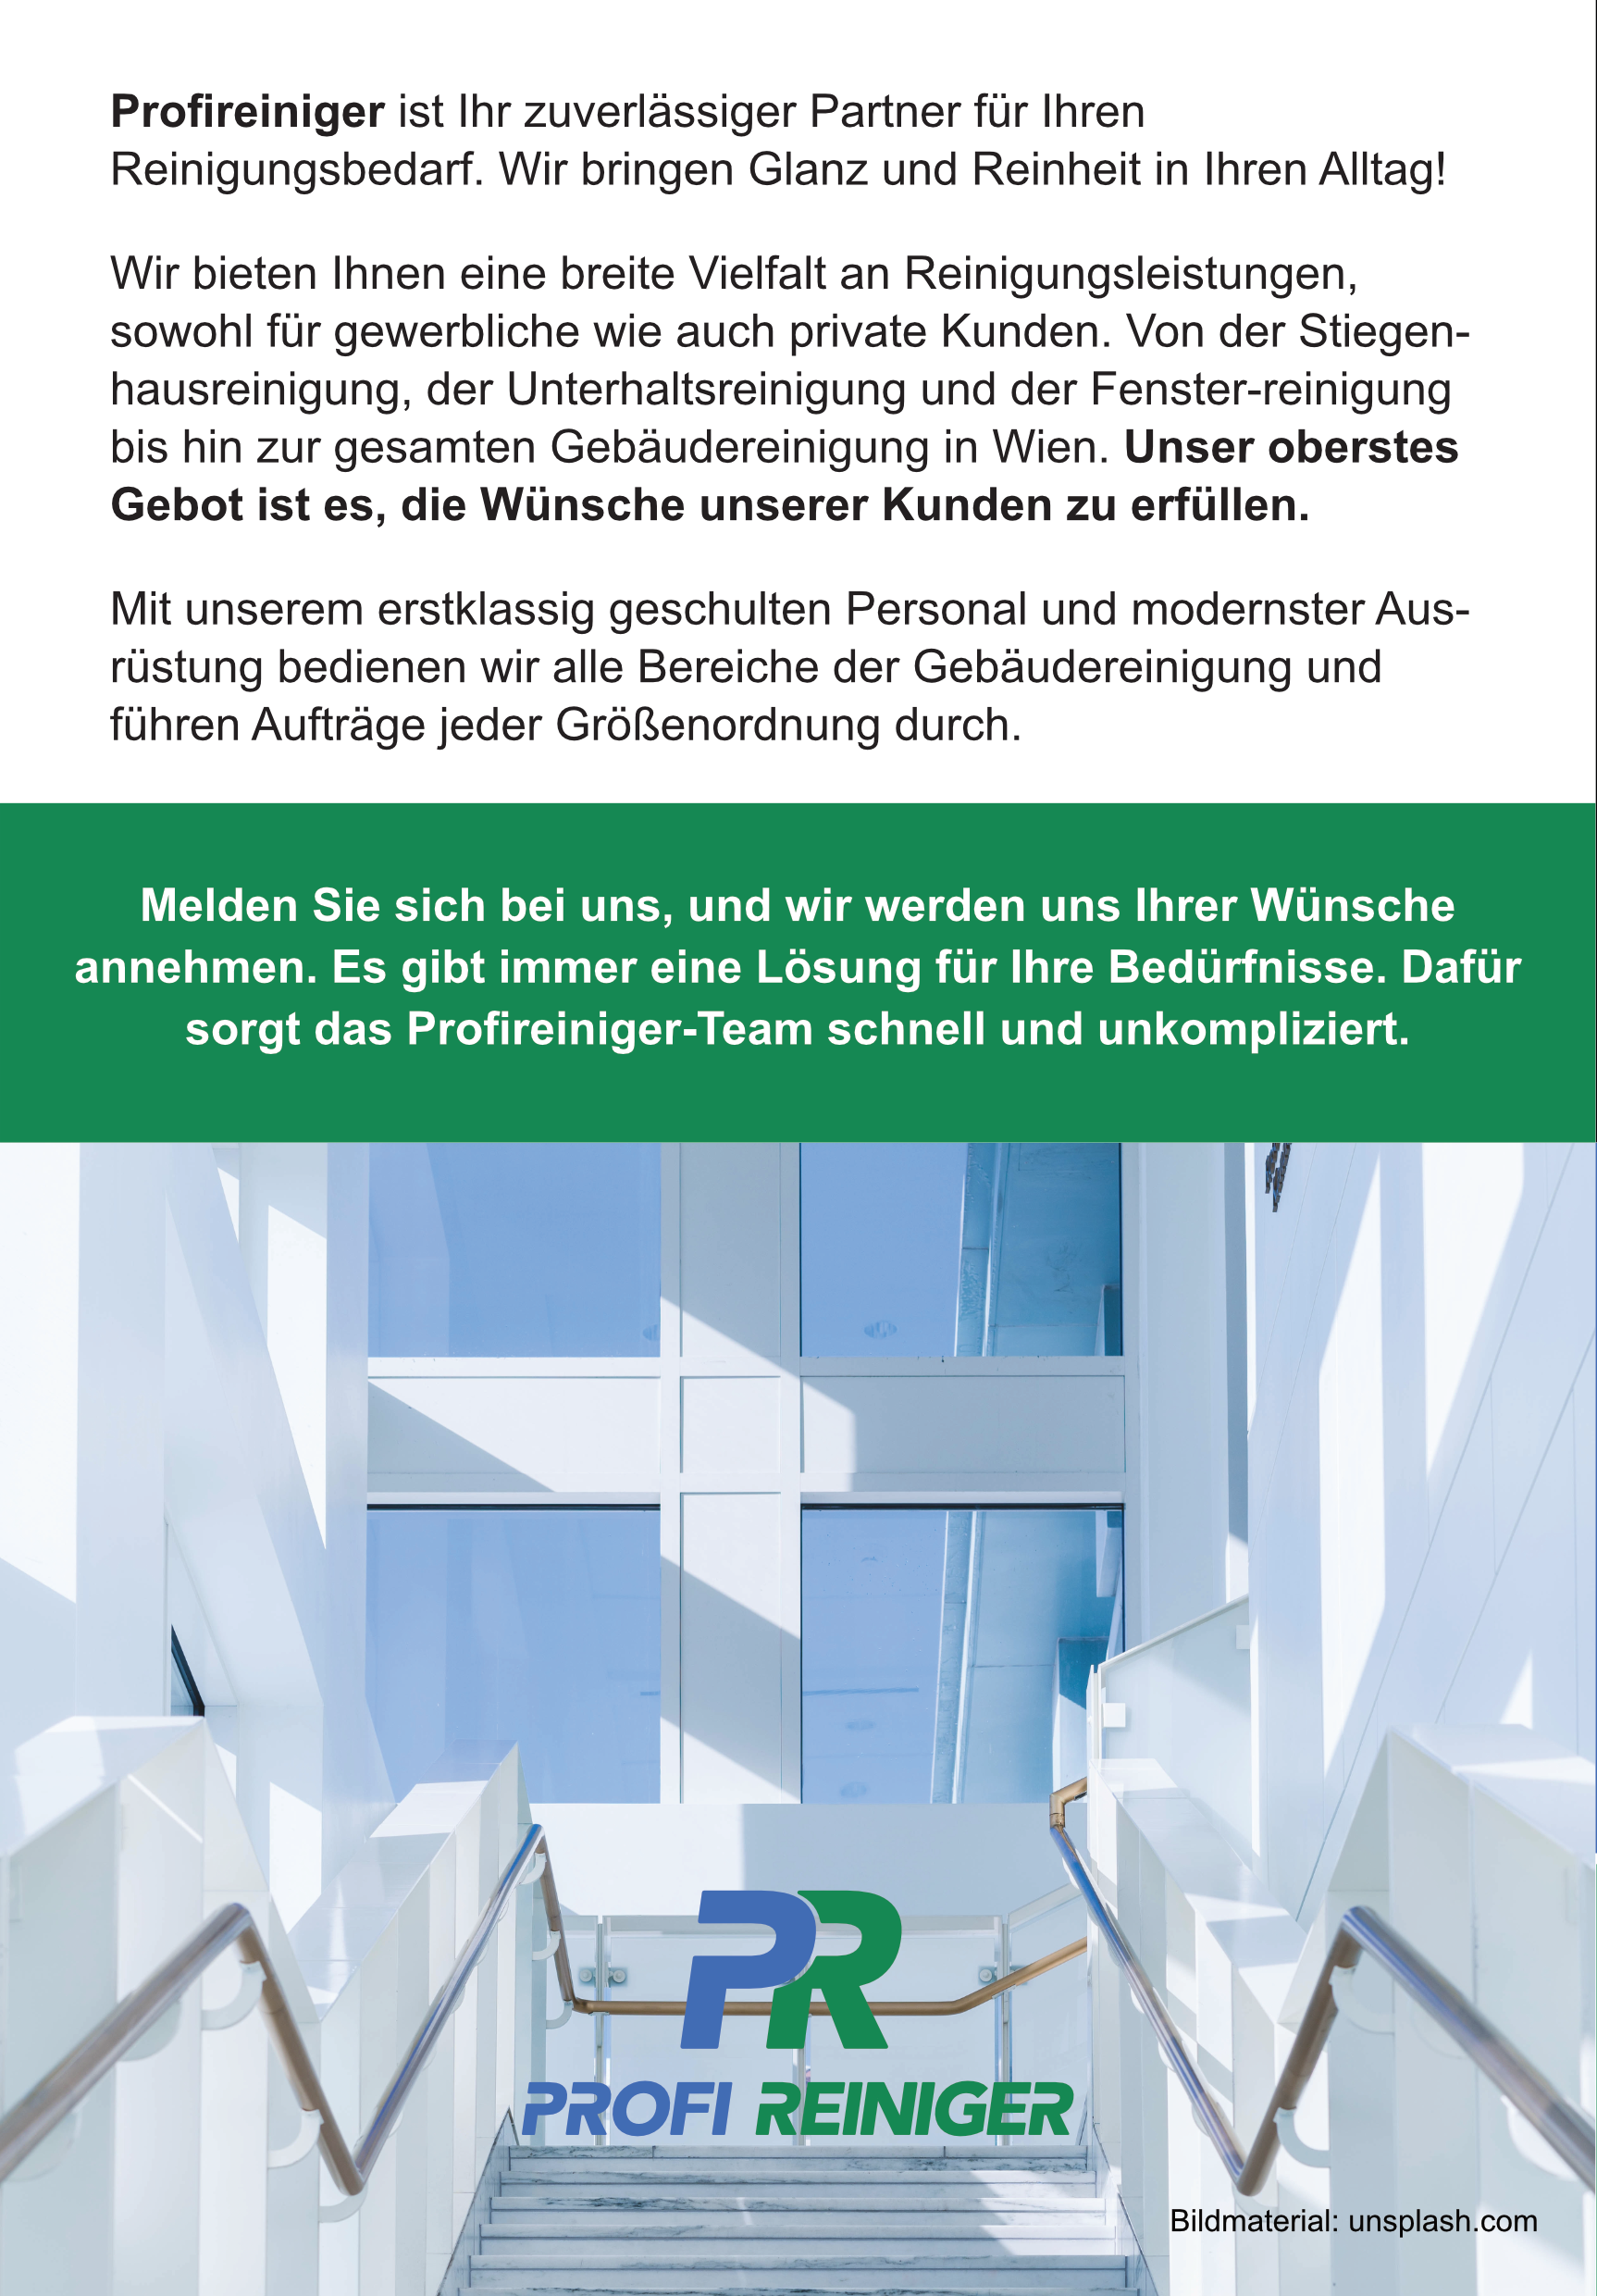 Profireiniger ist Ihr zuverlässiger Partner für Ihren
Reinigungsbedarf. Wir bringen Glanz und Reinheit in Ihren Alltag!
Wir bieten Ihnen eine breite Vielfalt an Reinigungsleistungen,
sowohl für gewerbliche wie auch private Kunden. Von der Stiegen-
hausreinigung, der Unterhaltsreinigung und der Fenster-reinigung
bis hin zur gesamten Gebäudereinigung in Wien. Unser oberstes
Gebot ist es, die Wünsche unserer Kunden zu erfüllen.
Mit unserem erstklassig geschulten Personal und modernster Aus-
rüstung bedienen wir alle Bereiche der Gebäudereinigung und
führen Aufträge jeder Größenordnung durch.
Melden Sie sich bei uns, und wir werden uns Ihrer Wünsche
annehmen. Es gibt immer eine Lösung für Ihre Bedürfnisse. Dafür
sorgt das Profireiniger-Team schnell und unkompliziert.
PR
PROFI REINIGER
Bildmaterial: unsplash.com